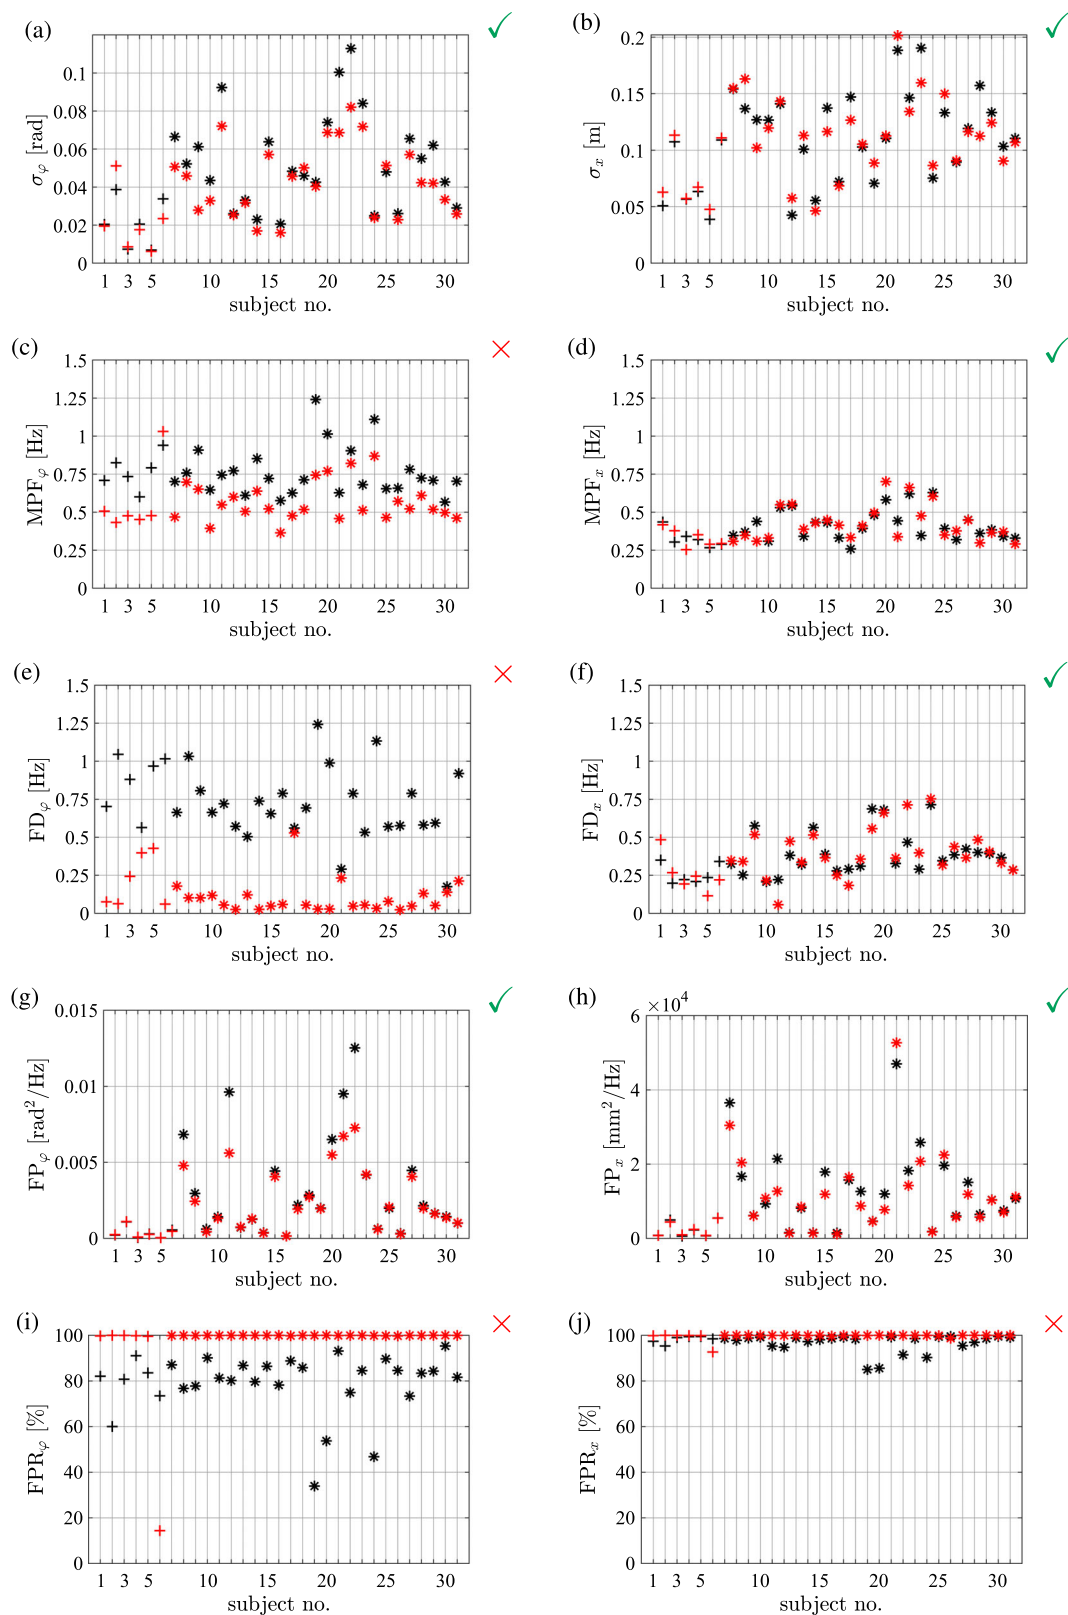 (a)
σφ [rad]
0.1
0.08
0.06
0.04
0.02
0
1 3 5 10 15 20 25 30
subject no.
(b)
σx [m]
0.2
0.15
0.1
0.05
0
1 3 5 10 15 20 25 30
subject no.
(c)
MPFφ [Hz]
1.5
1.25
1
0.75
0.5
0.25
0
1 3 5 10 15 20 25 30
subject no.
(d)
MPFx [Hz]
1.5
1.25
1
0.75
0.5
0.25
0
1 3 5 10 15 20 25 30
subject no.
(e)
FDφ [Hz]
1.5
1.25
1
0.75
0.5
0.25
0
1 3 5 10 15 20 25 30
subject no.
(f)
FDx [Hz]
1.5
1.25
1
0.75
0.5
0.25
0
1 3 5 10 15 20 25 30
subject no.
(g)
FPφ [rad²/Hz]
0.015
0.01
0.005
0
1 3 5 10 15 20 25 30
subject no.
(h)
×10⁴
FPx [mm²/Hz]
6
4
2
0
1 3 5 10 15 20 25 30
subject no.
(i)
FPRφ [%]
100
80
60
40
20
0
1 3 5 10 15 20 25 30
subject no.
(j)
FPRx [%]
100
80
60
40
20
0
1 3 5 10 15 20 25 30
subject no.